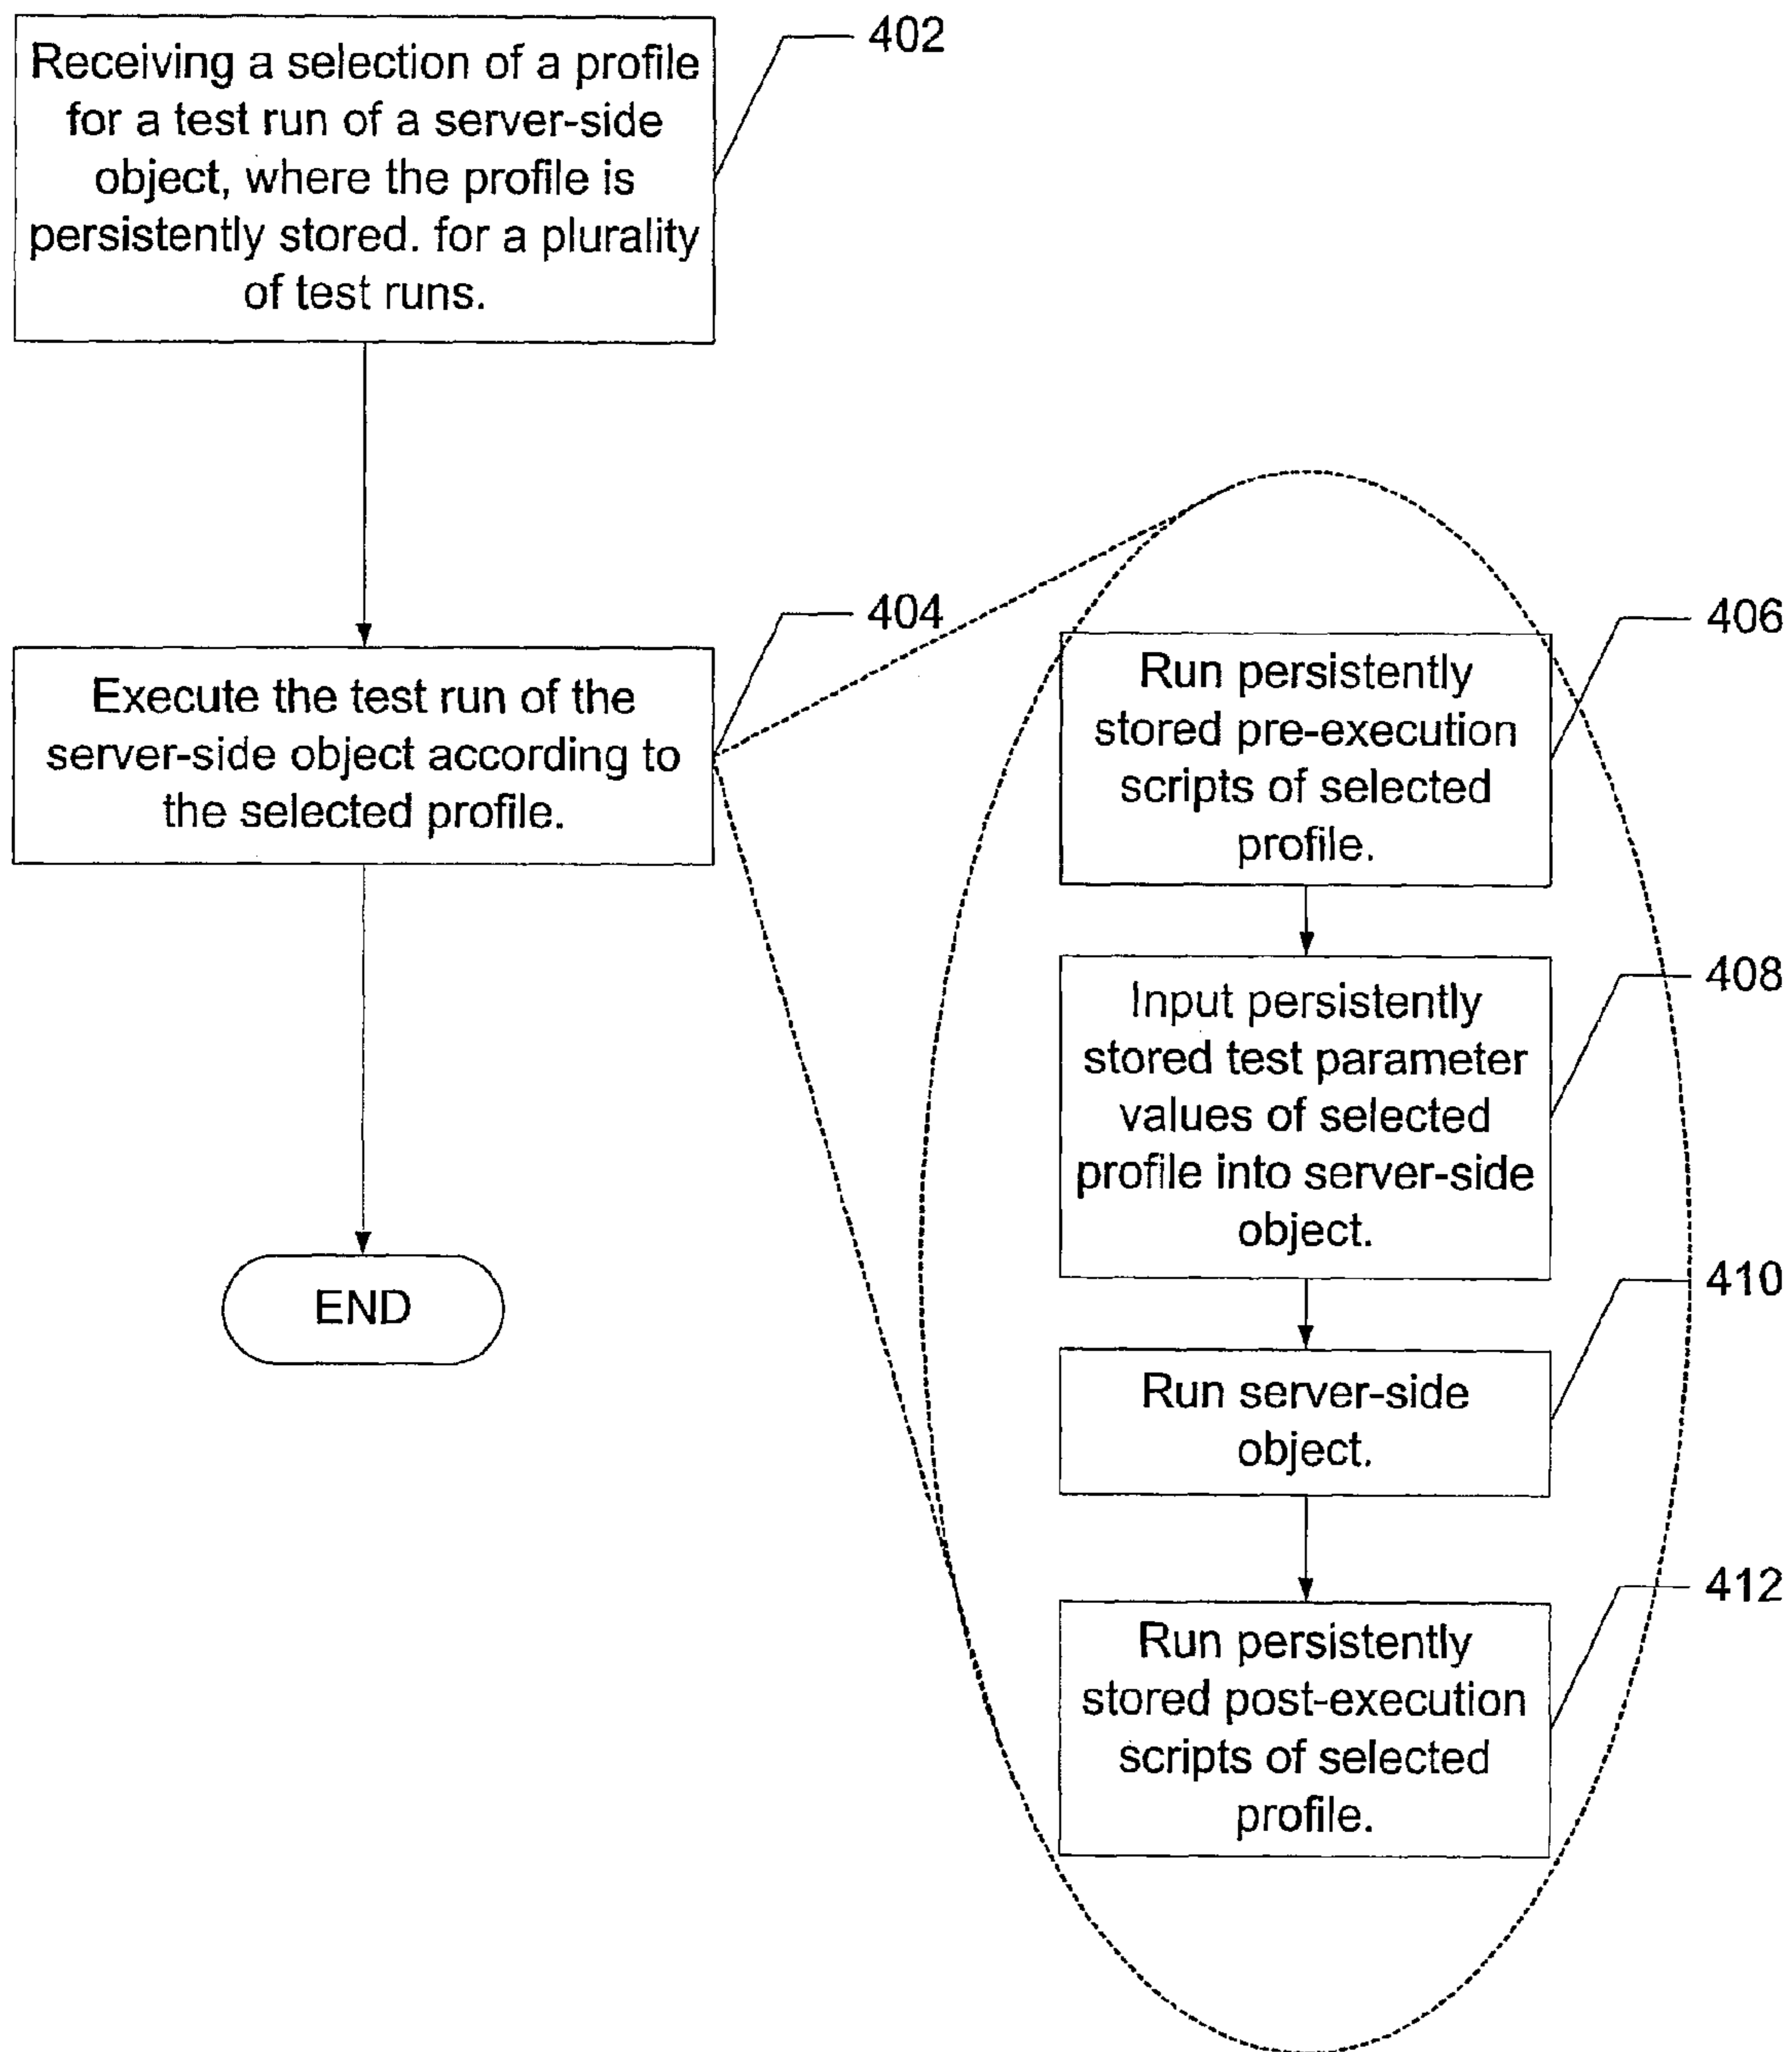 402
Receiving a selection of a profile
for a test run of a server-side
object, where the profile is
persistently stored. for a plurality
of test runs.
404
Execute the test run of the
server-side object according to
the selected profile.
END
406
Run persistently
stored pre-execution
scripts of selected
profile.
408
Input persistently
stored test parameter
values of selected
profile into server-side
object.
410
Run server-side
object.
412
Run persistently
stored post-execution
scripts of selected
profile.